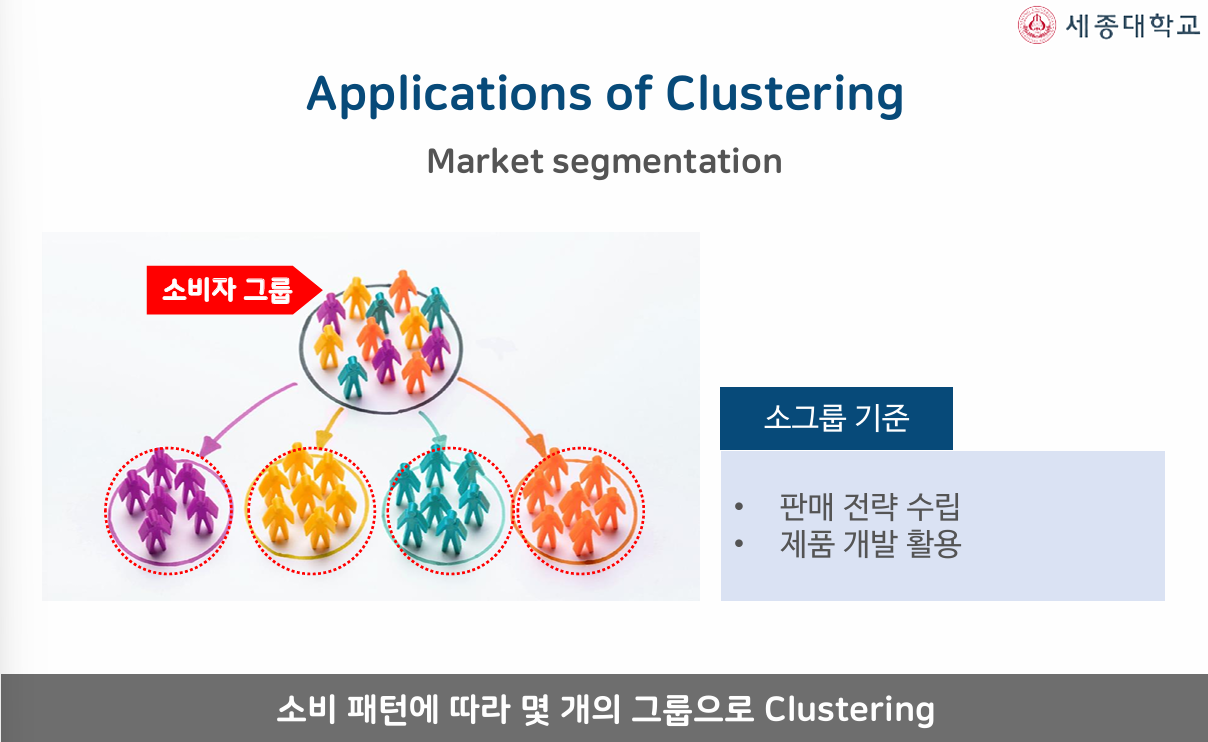 세종대학교
Applications of Clustering
Market segmentation
소비자 그룹
소그룹 기준
• 판매 전략 수립
• 제품 개발 활용
소비 패턴에 따라 몇 개의 그룹으로 Clustering